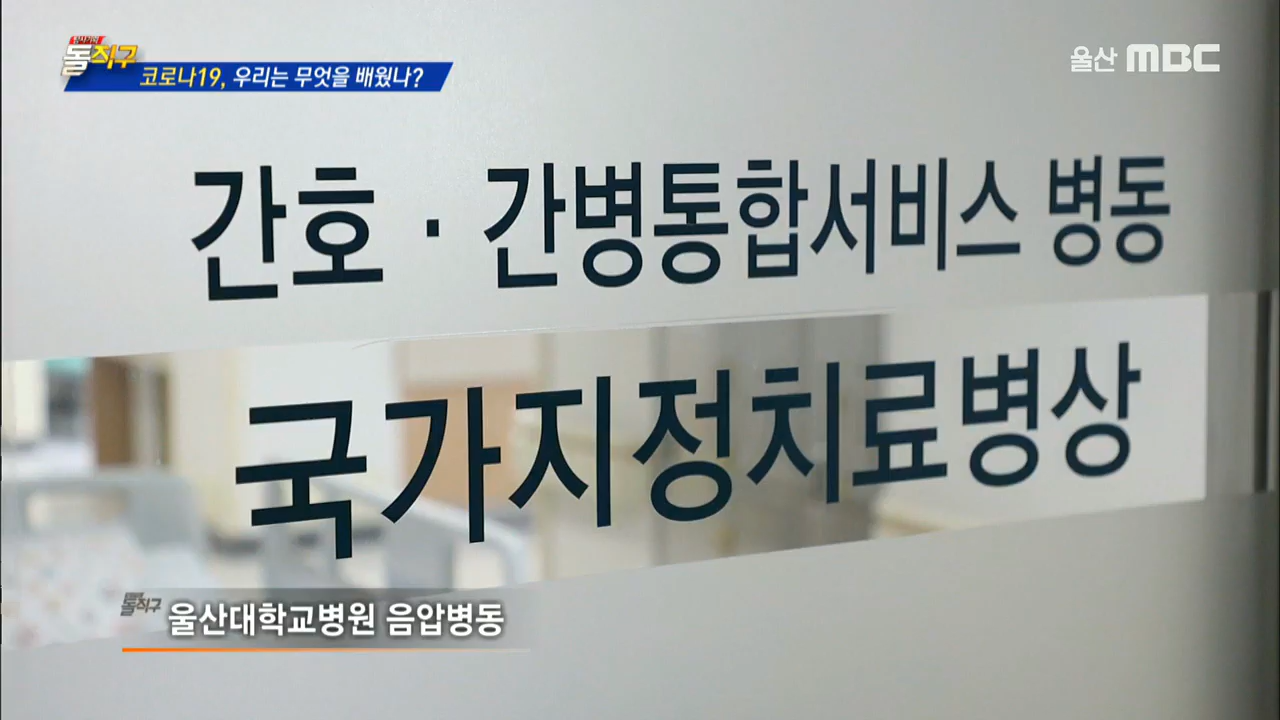 돌직구
코로나19, 우리는 무엇을 배웠나?
울산 MBC
간호 · 간병통합서비스 병동
국가지정치료병상
돌직구
울산대학교병원 음압병동